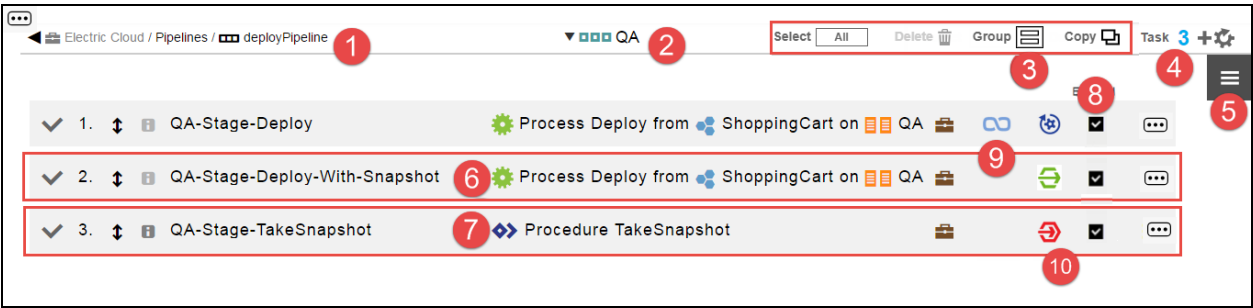 Electric Cloud / Pipelines / deployPipeline 1 QA 2 Select All Delete Group Copy Task 3 +
3 4
8 5
1. QA-Stage-Deploy Process Deploy from ShoppingCart on QA
9
2. QA-Stage-Deploy-With-Snapshot 6 Process Deploy from ShoppingCart on QA
3. QA-Stage-TakeSnapshot 7 Procedure TakeSnapshot
10